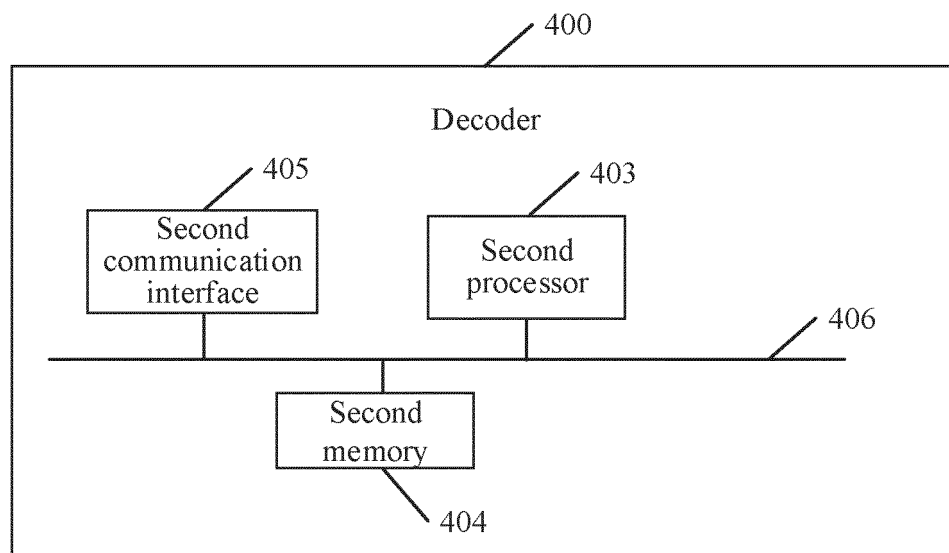 400
Decoder
405
403
Second
communication
interface
Second
processor
406
Second
memory
404